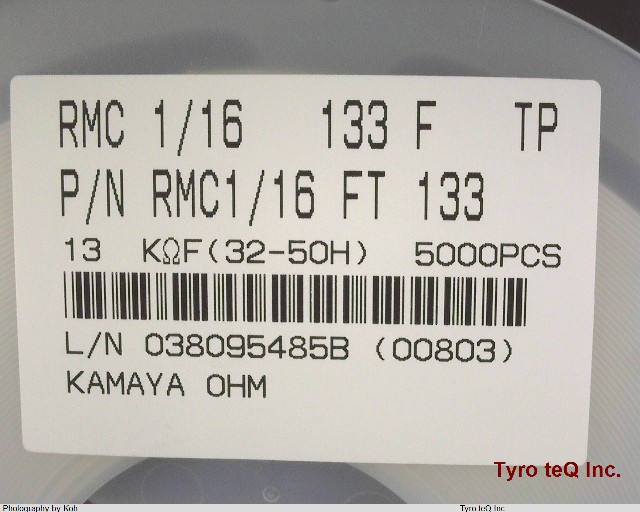 RMC 1/16 133 F TP
P/N RMC1/16 FT 133
13 KΩF(32-50H) 5000PCS
L/N 038095485B (00803)
KAMAYA OHM
Tyro teQ Inc.
Photography by Koh Tyro teQ Inc